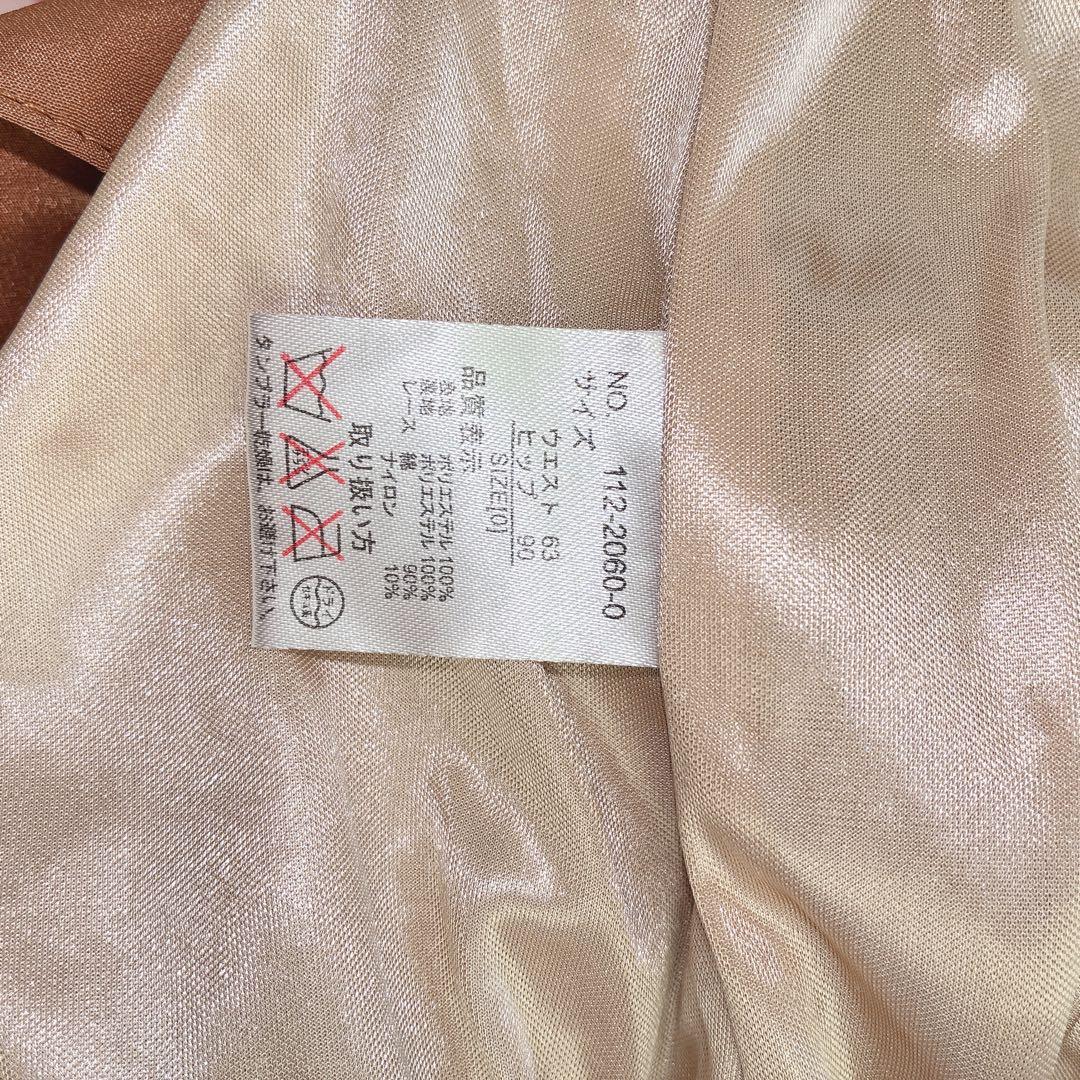 NO. 112-2060-0
サイズ
ウエスト 63
ヒップ 90
SIZE[0]
品質表示
表地 ポリエステル 100%
裏地 ポリエステル 100%
レース 綿 90%
ナイロン 10%
取り扱い方
ドライ
タンブラー乾燥は、お避け下さい。